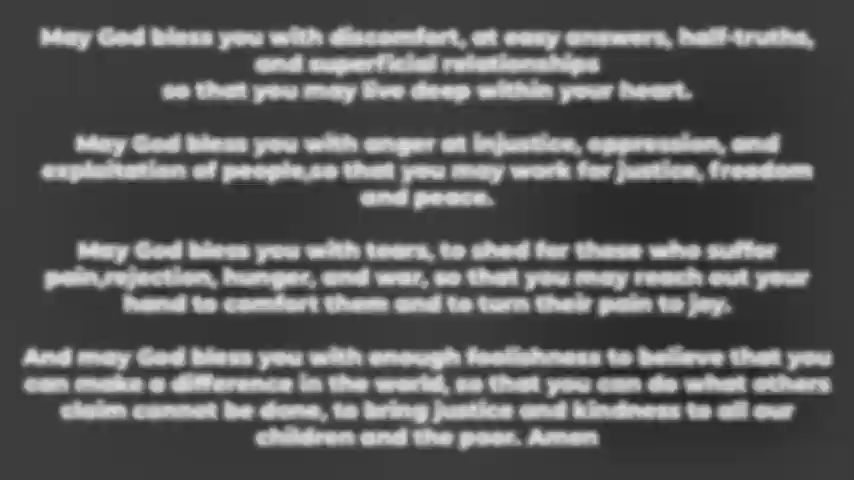 May God bless you with discomfort, at easy answers, half-truths,
and superficial relationships
so that you may live deep within your heart.
May God bless you with anger at injustice, oppression, and
exploitation of people,so that you may work for justice, freedom
and peace.
May God bless you with tears, to shed for those who suffer
pain,rejection, hunger, and war, so that you may reach out your
hand to comfort them and to turn their pain to joy.
And may God bless you with enough foolishness to believe that you
can make a difference in the world, so that you can do what others
claim cannot be done, to bring justice and kindness to all our
children and the poor. Amen